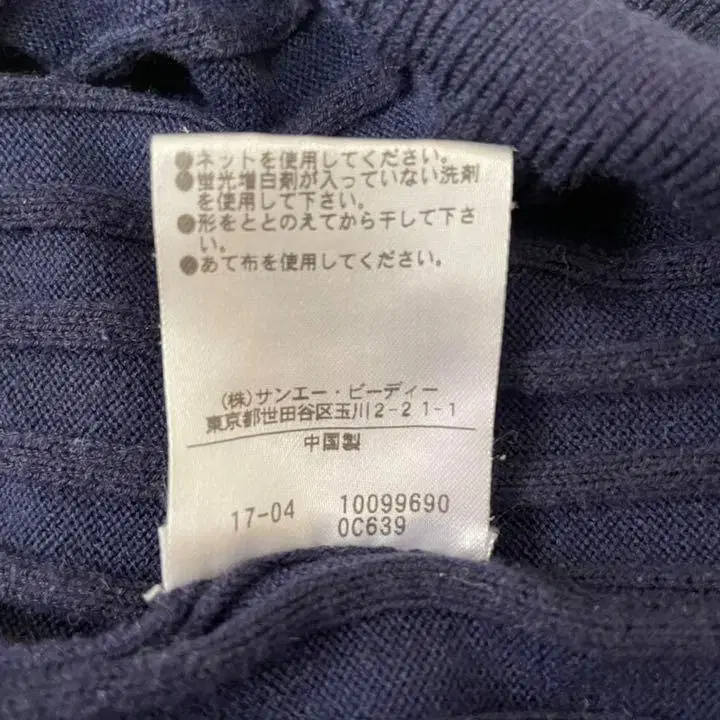 ●ネットを使用してください。
●蛍光増白剤が入っていない洗剤
を使用して下さい。
●形をととのえてから干して下さ
い。
●あて布を使用してください。
(株)サンエー・ビーディー
東京都世田谷区玉川2-21-1
中国製
17-04 10099690
0C639